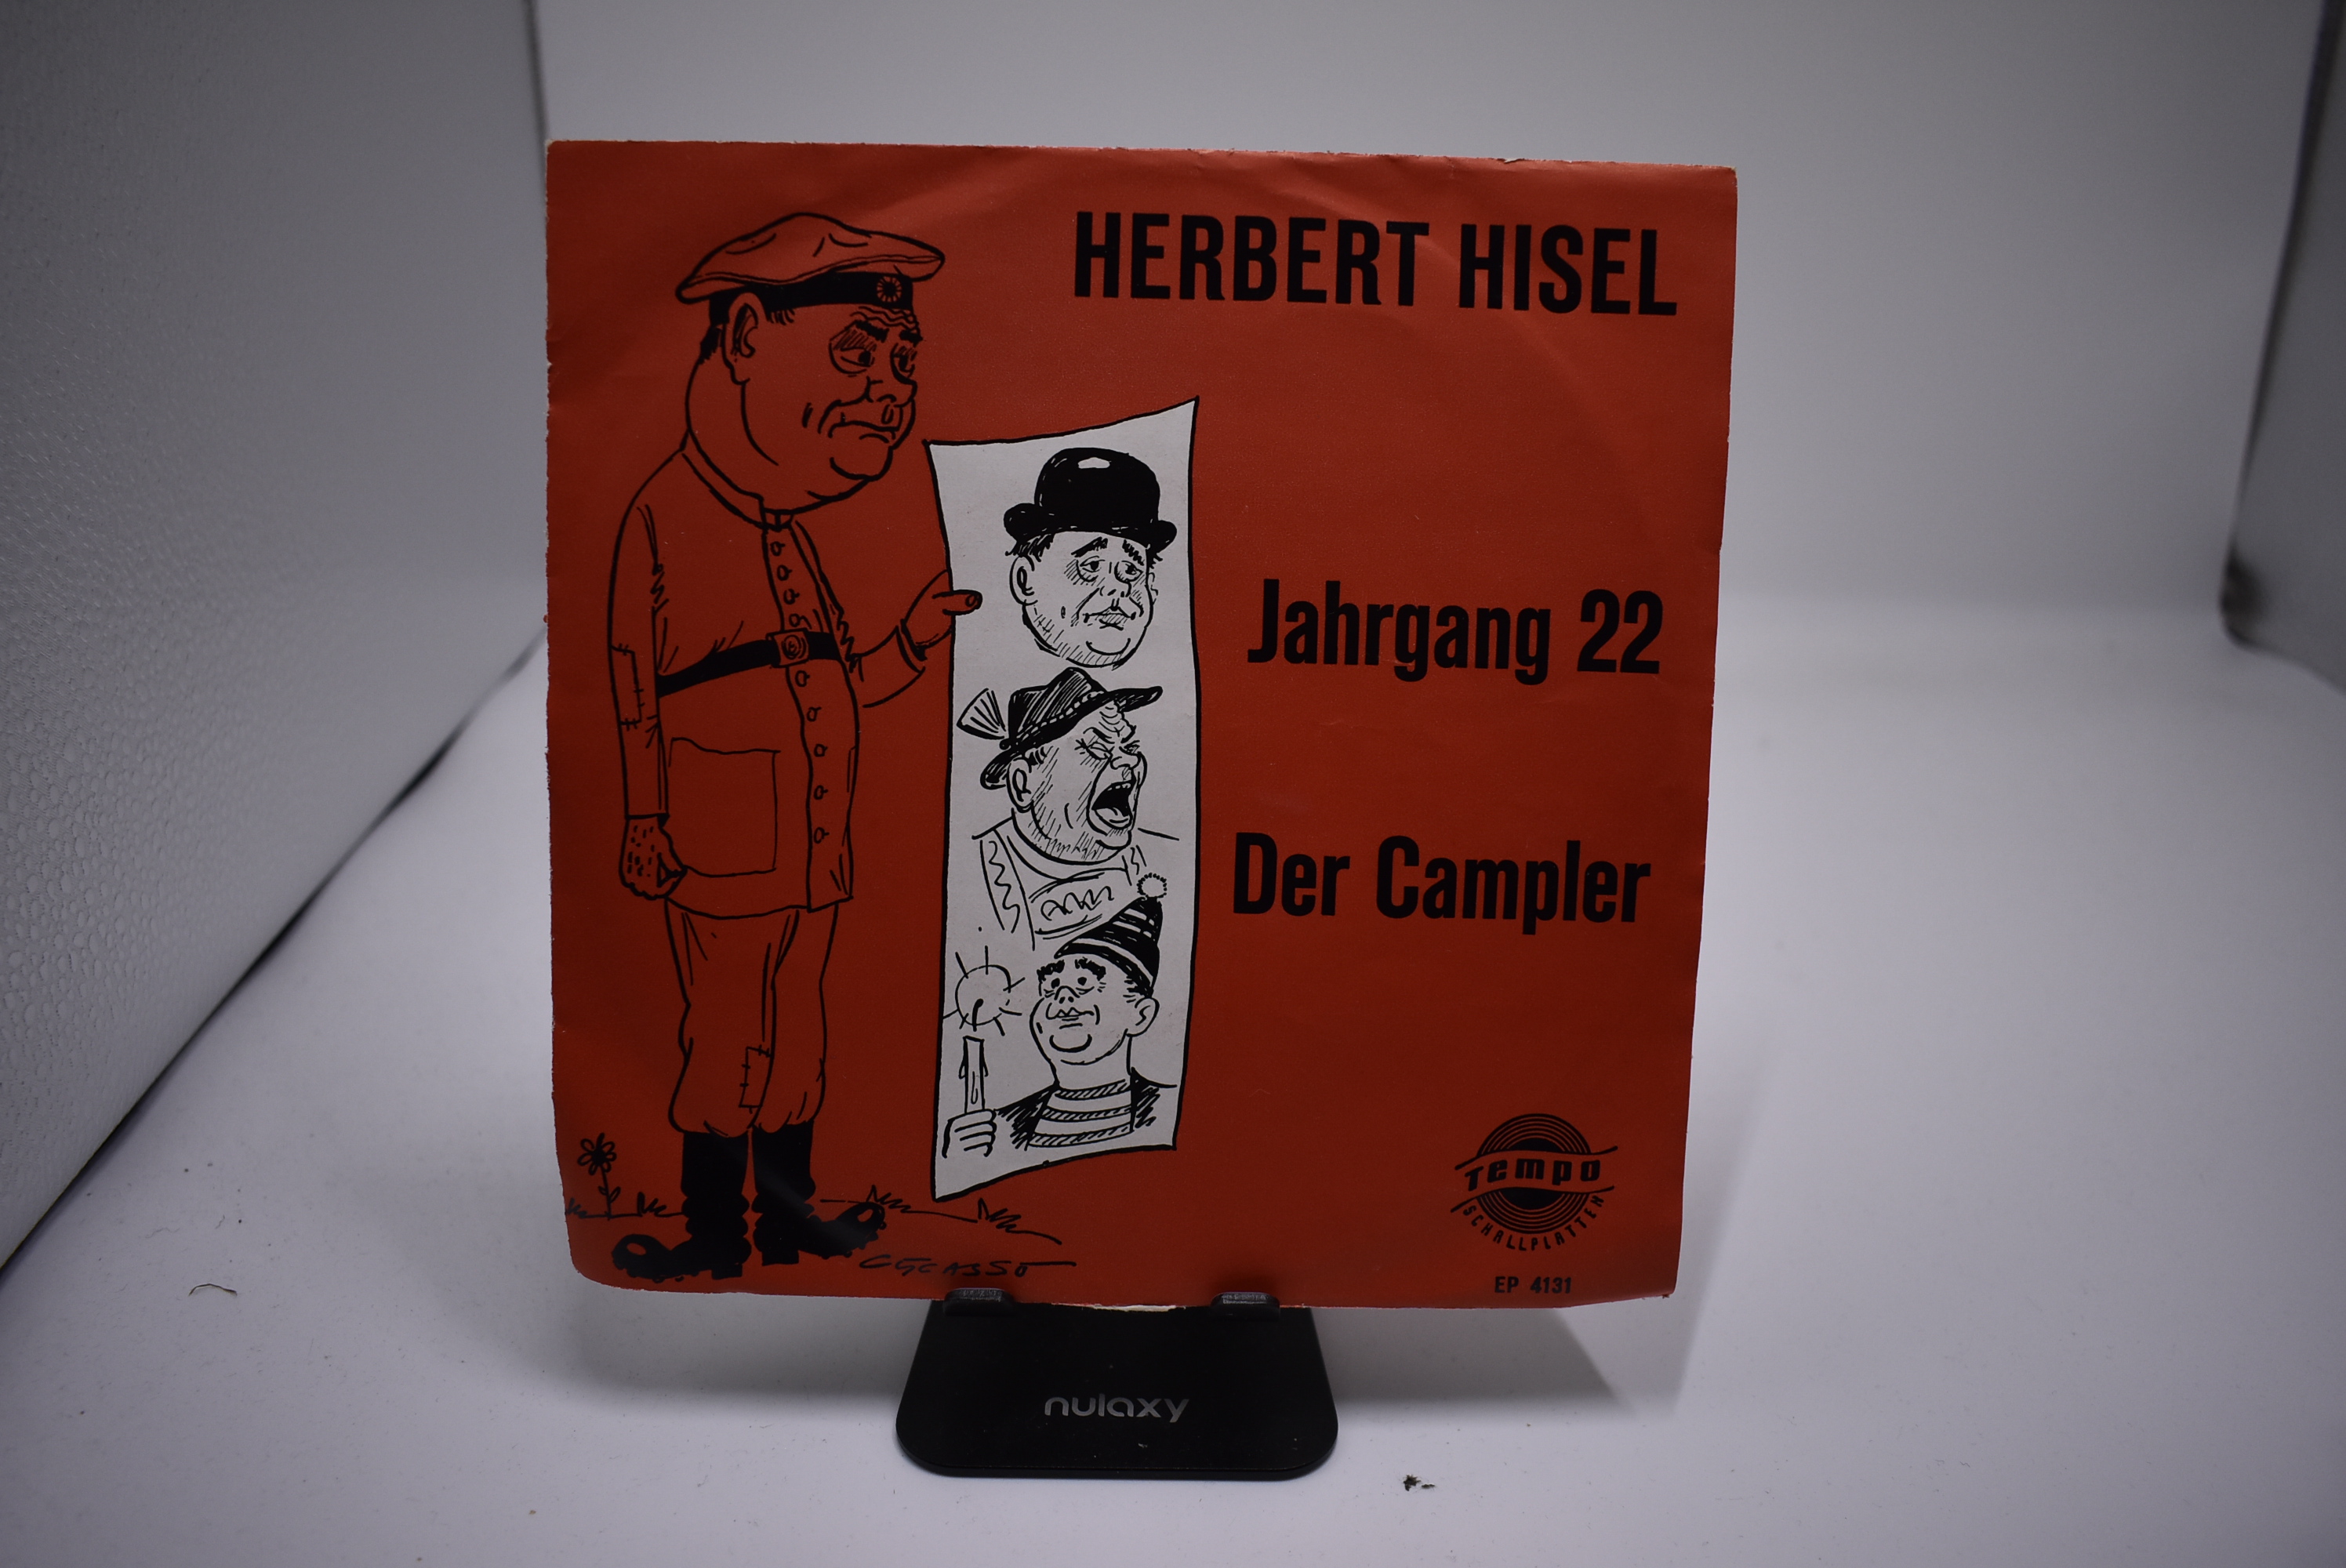 HERBERT HISEL
Jahrgang 22
Der Campler
Tempo
SCHALLPLATTEN
EP 4131
nulaxy